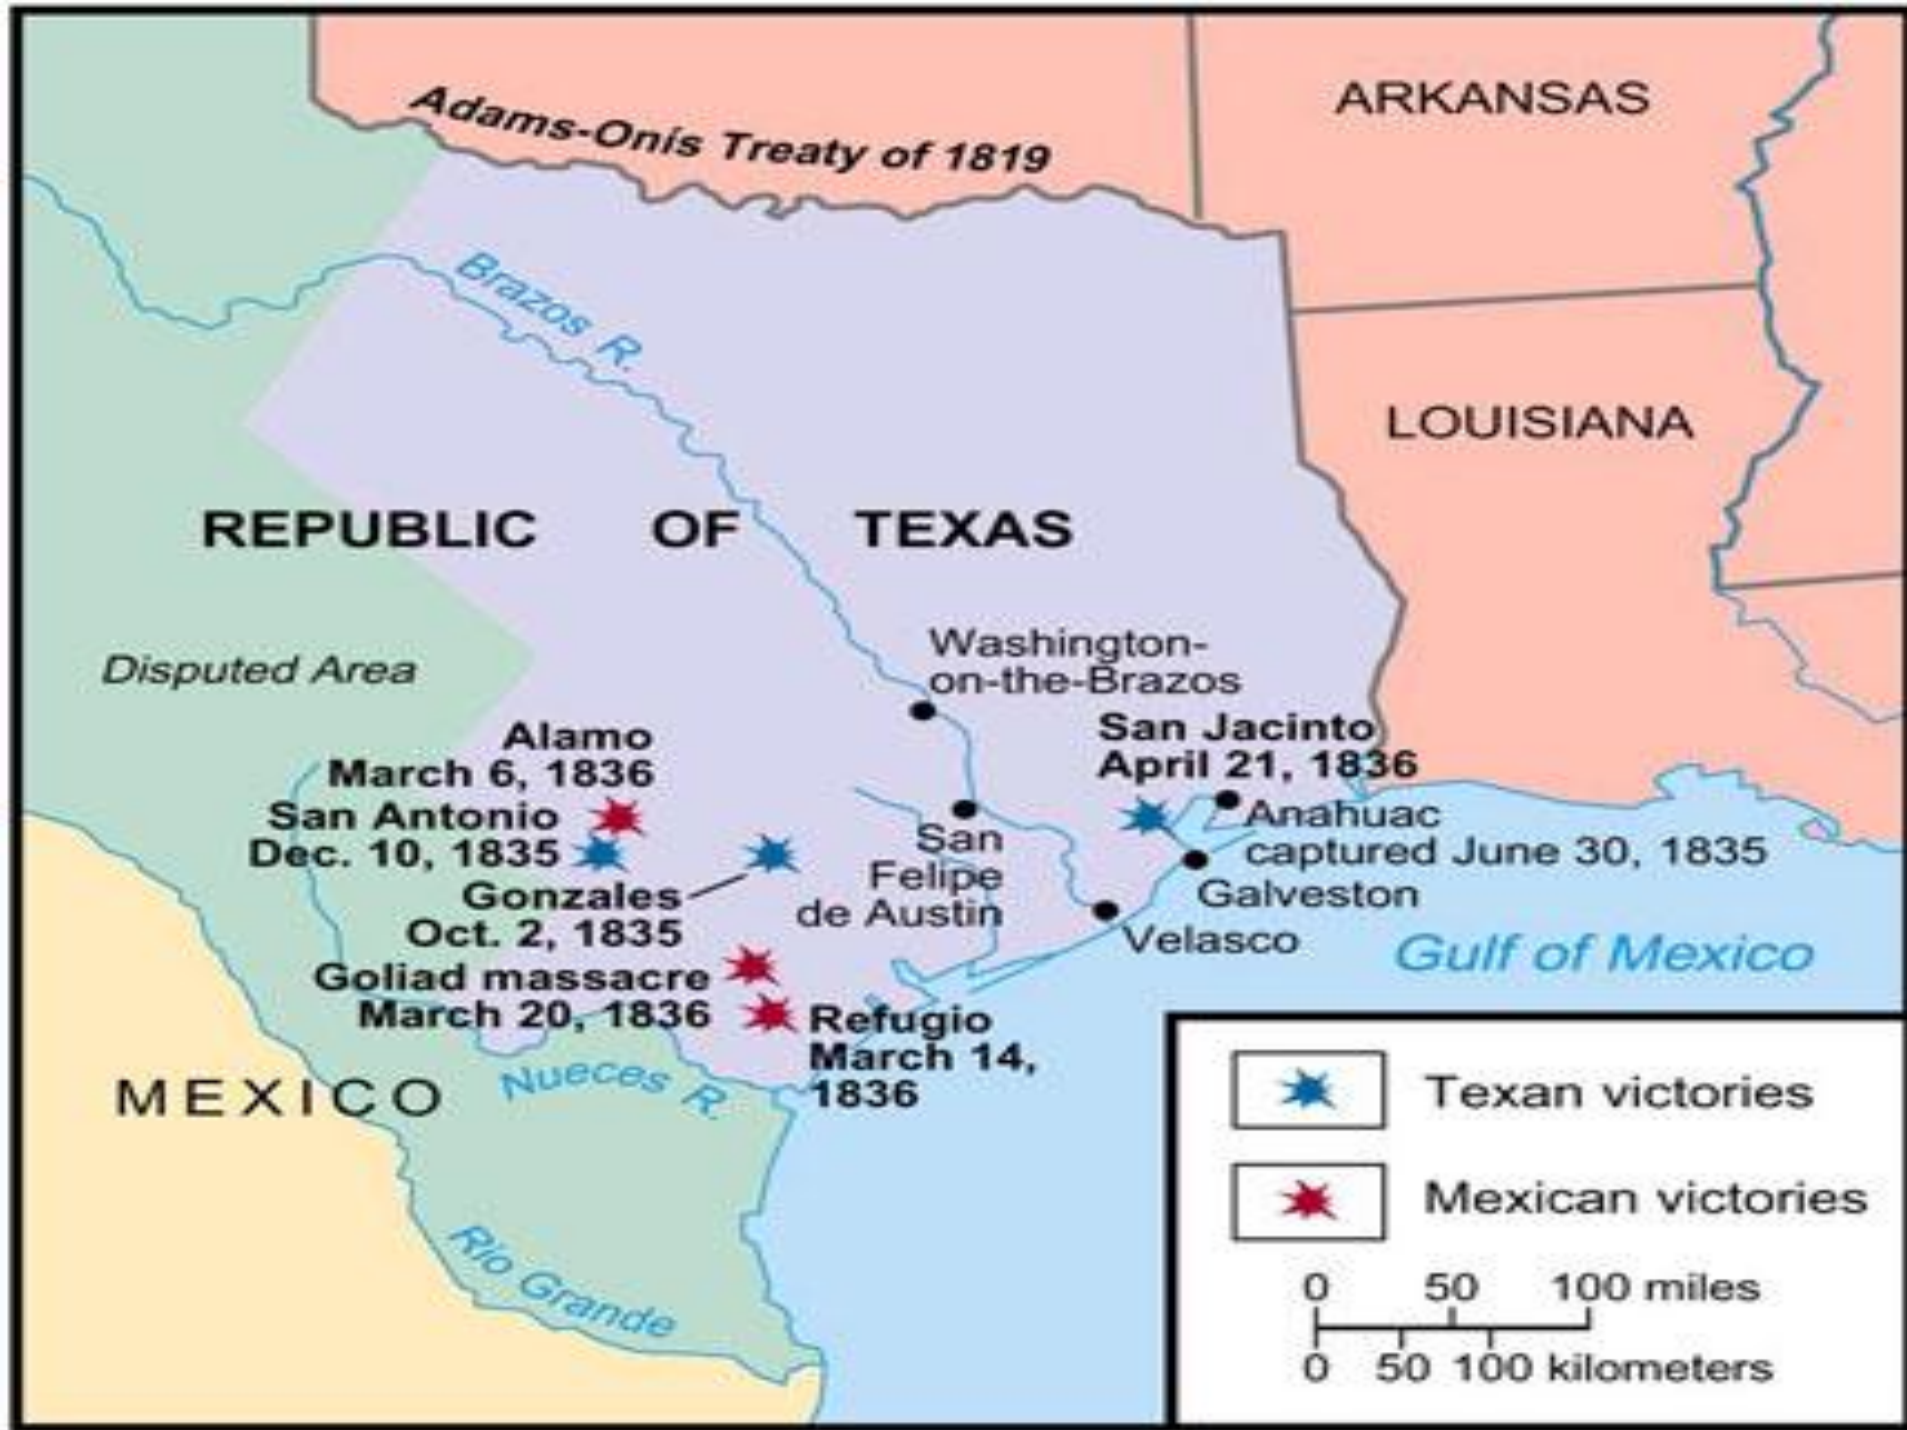 Adams-Onís Treaty of 1819
ARKANSAS
Brazos R.
LOUISIANA
REPUBLIC OF TEXAS
Disputed Area
Washington-
on-the-Brazos
San Jacinto
April 21, 1836
Alamo
March 6, 1836
San Antonio
Dec. 10, 1835
Gonzales
Oct. 2, 1835
San
Felipe
de Austin
Anahuac
captured June 30, 1835
Galveston
Velasco
Gulf of Mexico
Goliad massacre
March 20, 1836
Refugio
March 14,
1836
MEXICO
Nueces R.
Rio Grande
Texan victories
Mexican victories
0 50 100 miles
0 50 100 kilometers